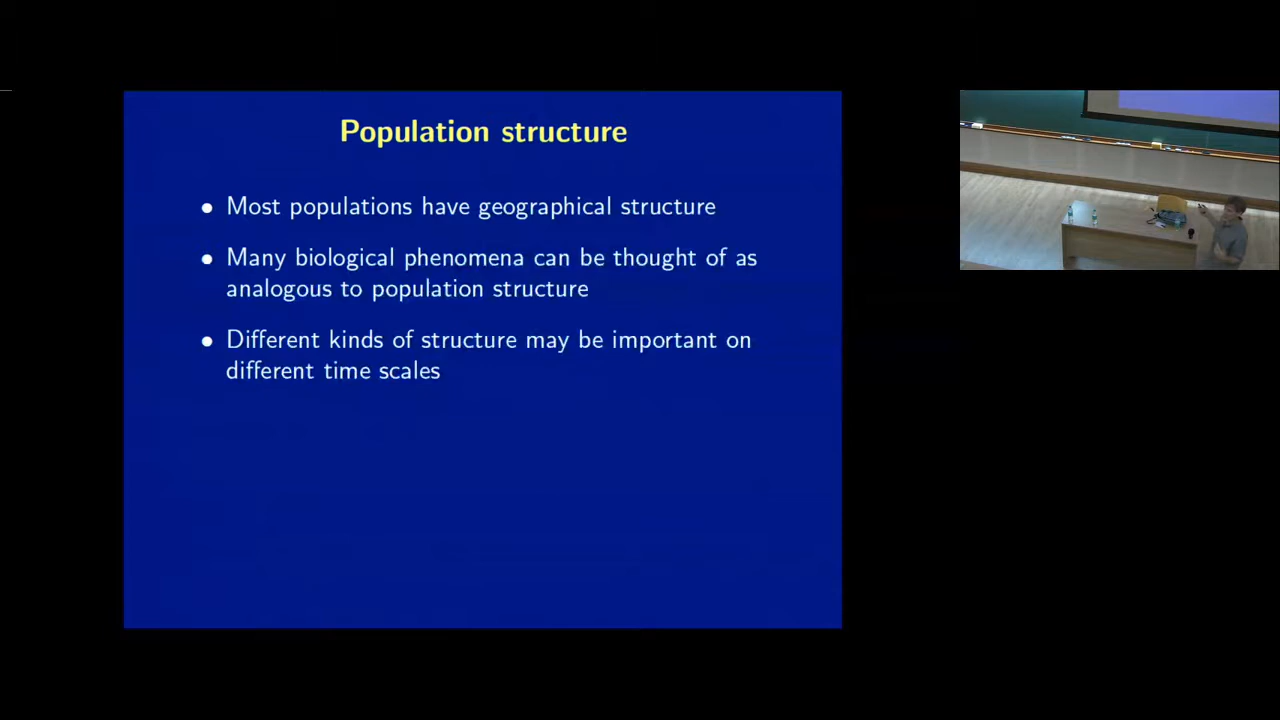 Population structure
• Most populations have geographical structure
• Many biological phenomena can be thought of as
analogous to population structure
• Different kinds of structure may be important on
different time scales